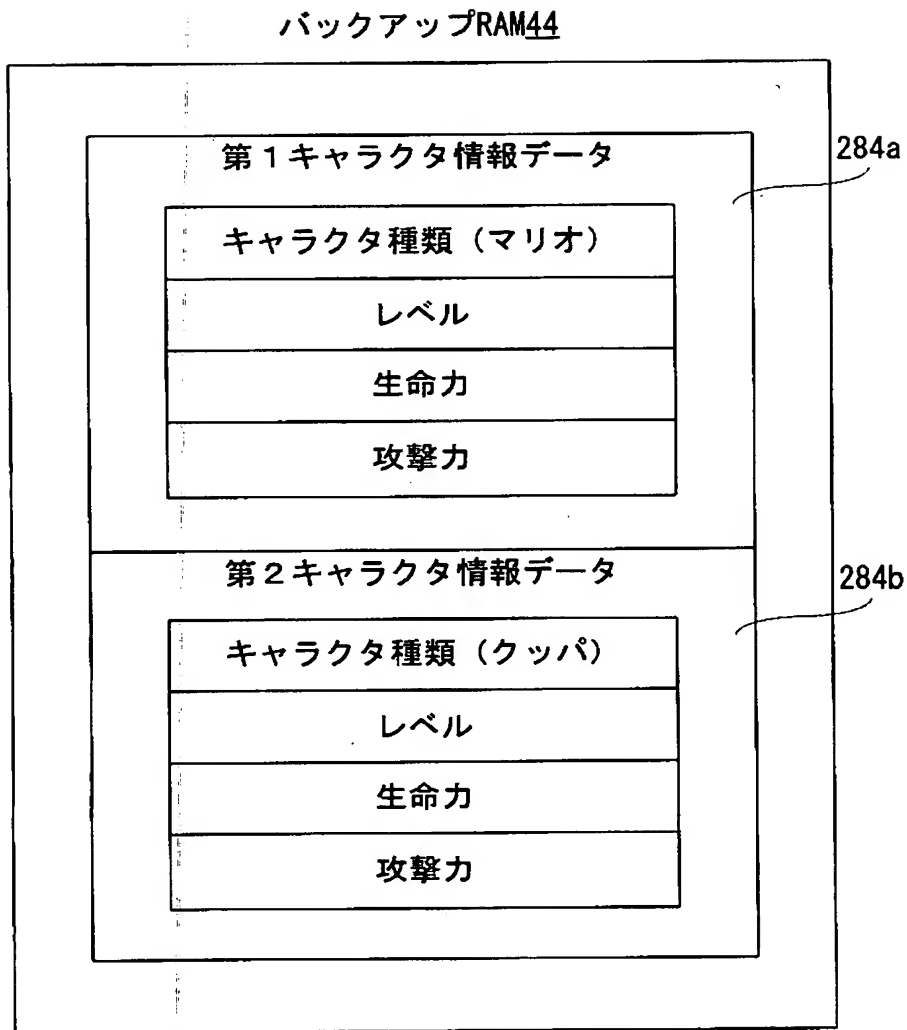 バックアップRAM44
第1キャラクタ情報データ
284a
キャラクタ種類（マリオ）
レベル
生命力
攻撃力
第2キャラクタ情報データ
284b
キャラクタ種類（クッパ）
レベル
生命力
攻撃力